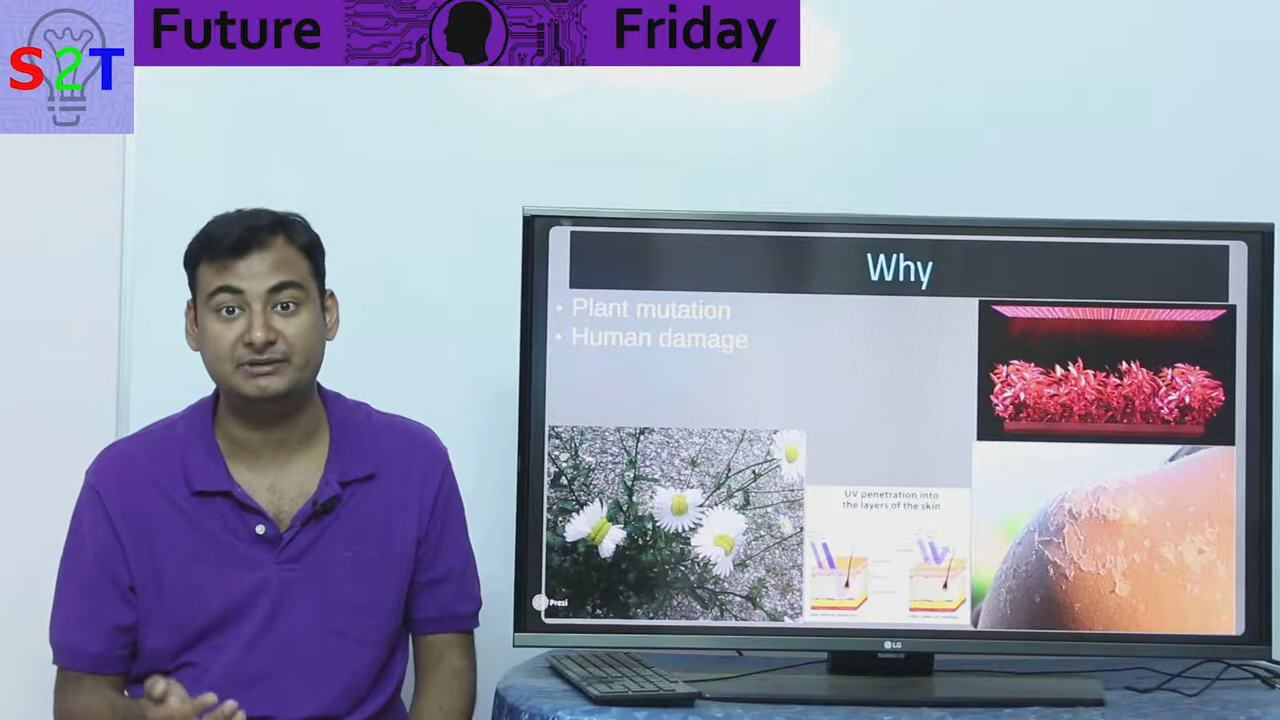 S2T
Future Friday
Why
• Plant mutation
• Human damage
UV penetration into
the layers of the skin
Prezi
LG